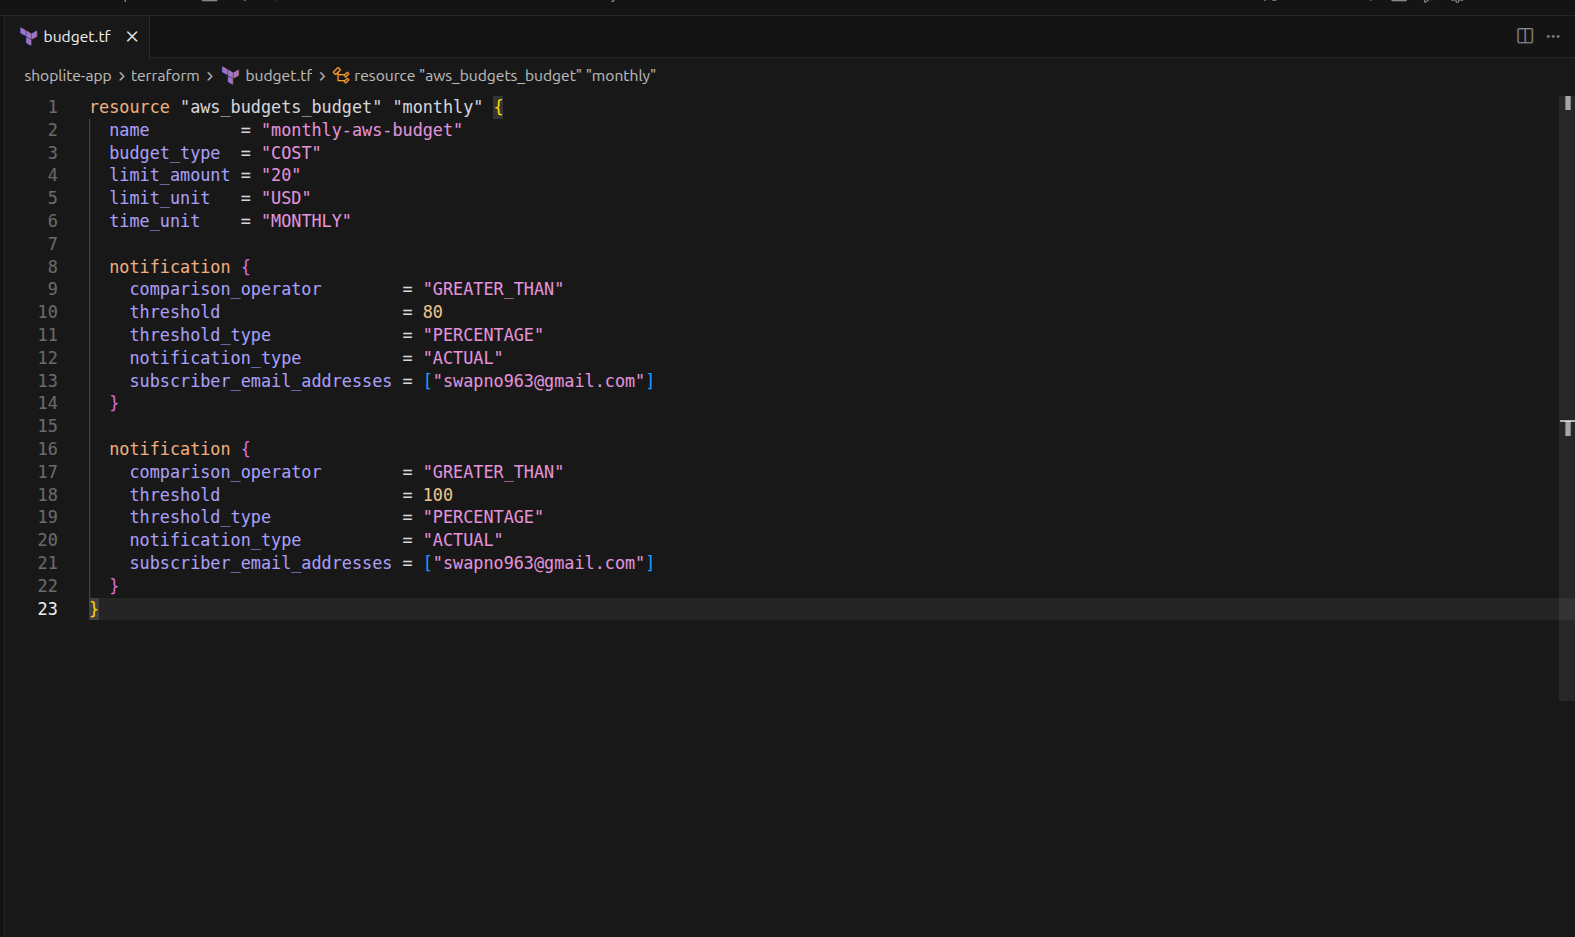 budget.tf
shoplite-app > terraform > budget.tf > resource "aws_budgets_budget" "monthly"
1 resource "aws_budgets_budget" "monthly" {
2   name         = "monthly-aws-budget"
3   budget_type  = "COST"
4   limit_amount = "20"
5   limit_unit   = "USD"
6   time_unit    = "MONTHLY"
7
8   notification {
9     comparison_operator        = "GREATER_THAN"
10     threshold                  = 80
11     threshold_type             = "PERCENTAGE"
12     notification_type          = "ACTUAL"
13     subscriber_email_addresses = ["swapno963@gmail.com"]
14   }
15
16   notification {
17     comparison_operator        = "GREATER_THAN"
18     threshold                  = 100
19     threshold_type             = "PERCENTAGE"
20     notification_type          = "ACTUAL"
21     subscriber_email_addresses = ["swapno963@gmail.com"]
22   }
23 }